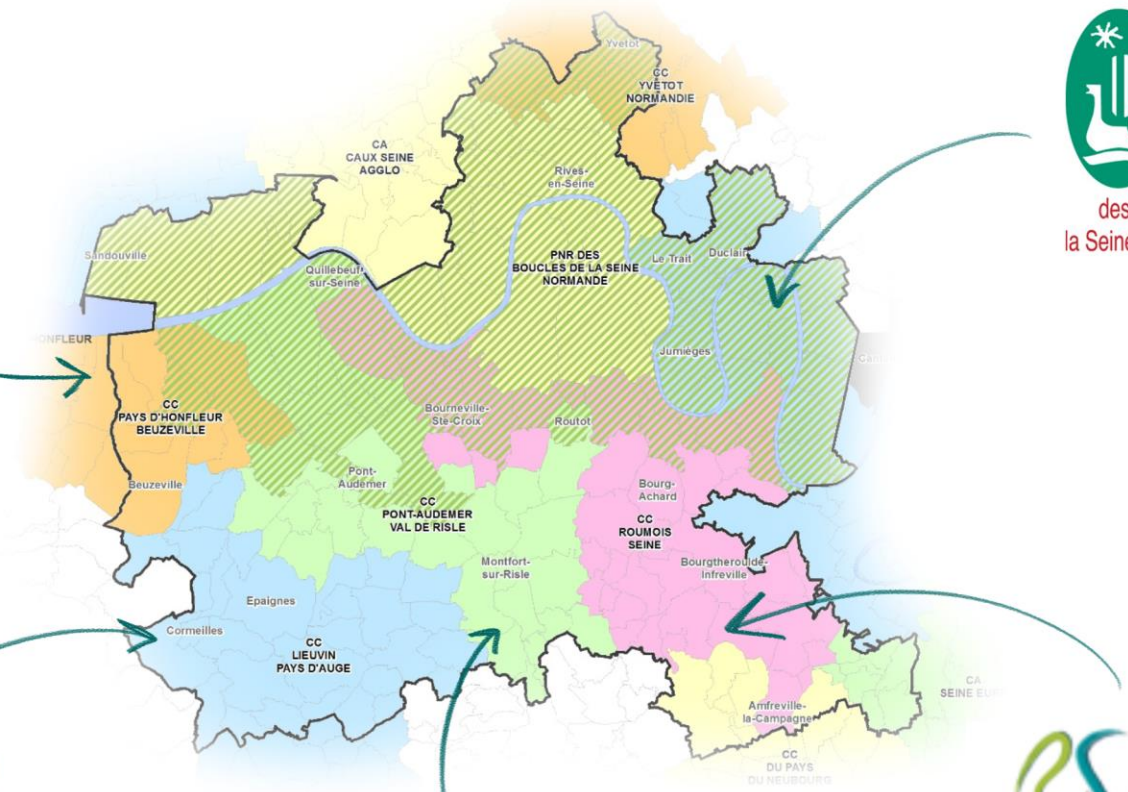 Yvetot
CC
YVETOT
NORMANDIE
CA
CAUX SEINE
AGGLO
des
la Seine
Rives-
en-Seine
Sandouville
Quillebeuf-
sur-Seine
PNR DES
BOUCLES DE LA SEINE
NORMANDE
Le Trait
Duclair
ONFLEUR
Jumièges
CC
PAYS D'HONFLEUR
BEUZEVILLE
Bourneville-
Ste-Croix
Routot
Pont-
Audemer
Beuzeville
CC
PONT-AUDEMER
VAL DE RISLE
Bourg-
Achard
CC
ROUMOIS
SEINE
Montfort-
sur-Risle
Bourgtheroulde-
Infreville
Epaignes
Cormeilles
CC
LIEUVIN
PAYS D'AUGE
CA
SEINE EUR
Amfreville-
la-Campagne
CC
DU PAYS
DU NEUBOURG